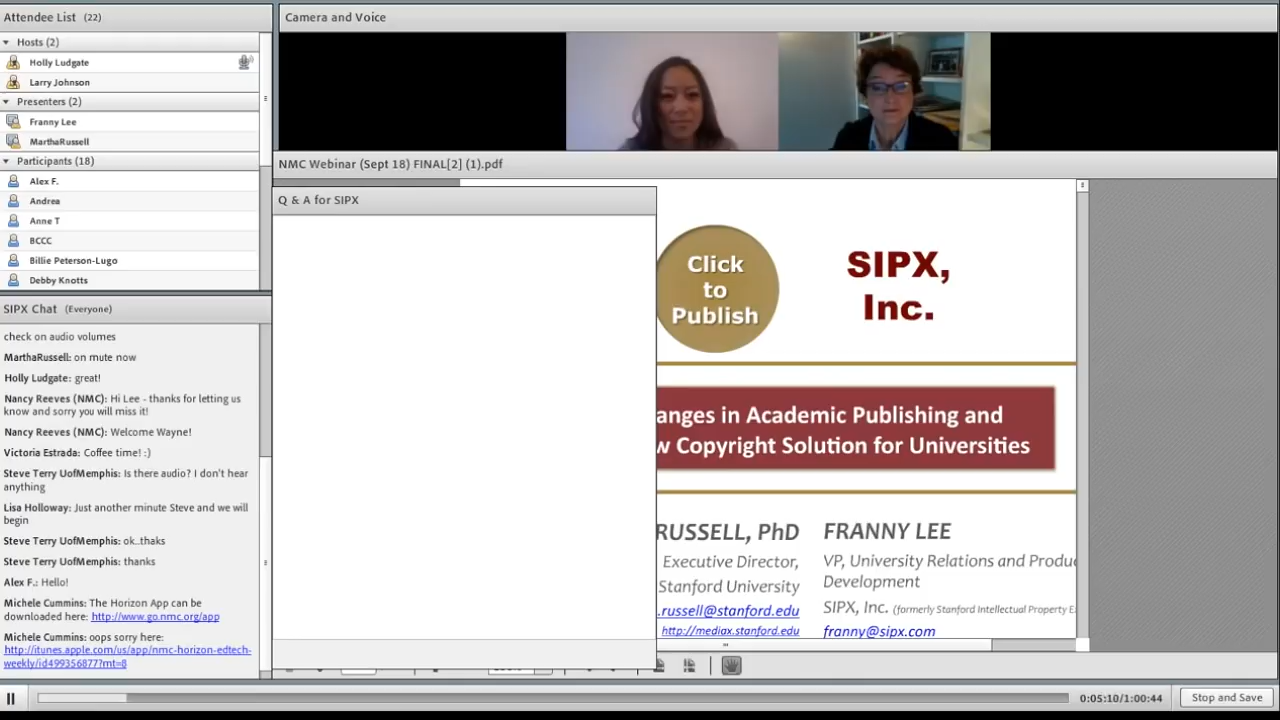 Attendee List (22)
Hosts (2)
Holly Ludgate
Larry Johnson
Presenters (2)
Franny Lee
MarthaRussell
Participants (18)
Alex F.
Andrea
Anne T
BCCC
Billie Peterson-Lugo
Debby Knotts
SIPX Chat (Everyone)
check on audio volumes
MarthaRussell: on mute now
Holly Ludgate: great!
Nancy Reeves (NMC): Hi Lee - thanks for letting us
know and sorry you will miss it!
Nancy Reeves (NMC): Welcome Wayne!
Victoria Estrada: Coffee time! :)
Steve Terry UofMemphis: Is there audio? I don't hear
anything
Lisa Holloway: Just another minute Steve and we will
begin
Steve Terry UofMemphis: ok..thaks
Steve Terry UofMemphis: thanks
Alex F.: Hello!
Michele Cummins: The Horizon App can be
downloaded here: http://www.go.nmc.org/app
Michele Cummins: oops sorry here:
http://itunes.apple.com/us/app/nmc-horizon-edtech-
weekly/id499356877?mt=8
Camera and Voice
NMC Webinar (Sept 18) FINAL[2] (1).pdf
Q & A for SIPX
Click
to
Publish
SIPX,
Inc.
anges in Academic Publishing and
w Copyright Solution for Universities
RUSSELL, PhD
Executive Director,
Stanford University
.russell@stanford.edu
http://mediax.stanford.edu
FRANNY LEE
VP, University Relations and Produc
Development
SIPX, Inc. (formerly Stanford Intellectual Property E
franny@sipx.com
0:05:10/1:00:44
Stop and Save